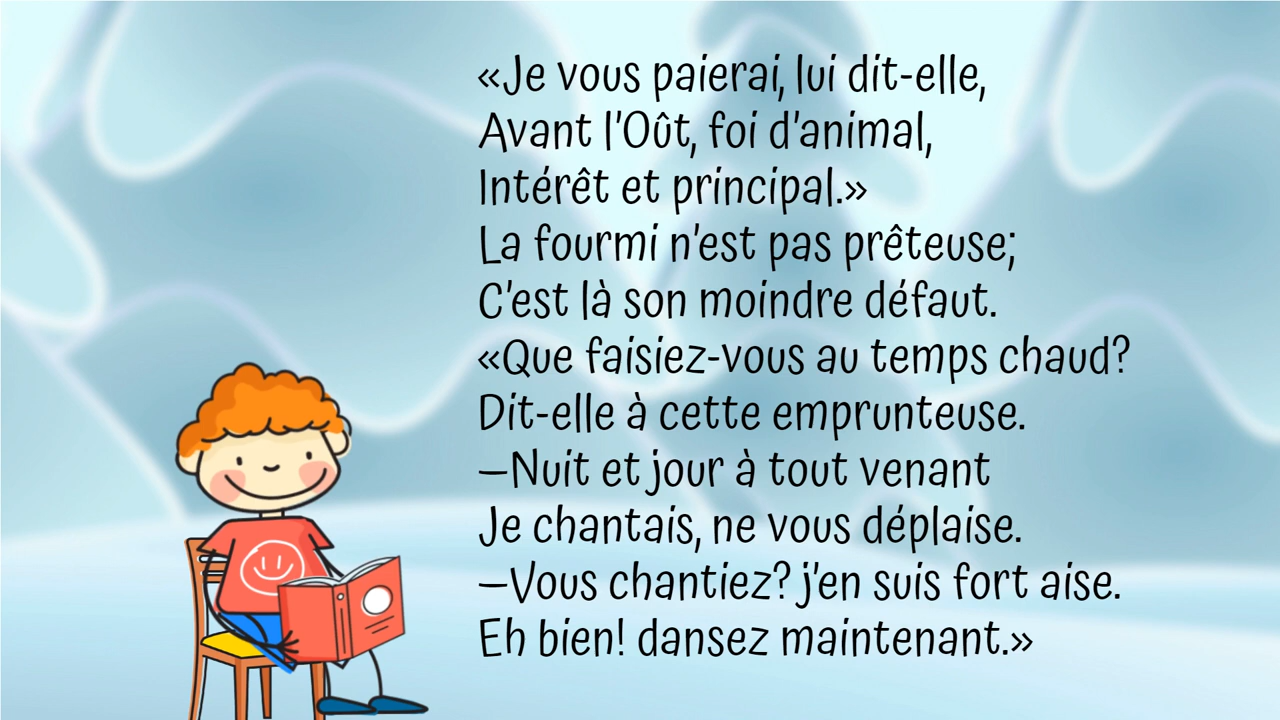 «Je vous paierai, lui dit-elle,
Avant l'Oût, foi d'animal,
Intérêt et principal.»
La fourmi n'est pas prêteuse;
C'est là son moindre défaut.
«Que faisiez-vous au temps chaud?
Dit-elle à cette emprunteuse.
—Nuit et jour à tout venant
Je chantais, ne vous déplaise.
—Vous chantiez? j'en suis fort aise.
Eh bien! dansez maintenant.»